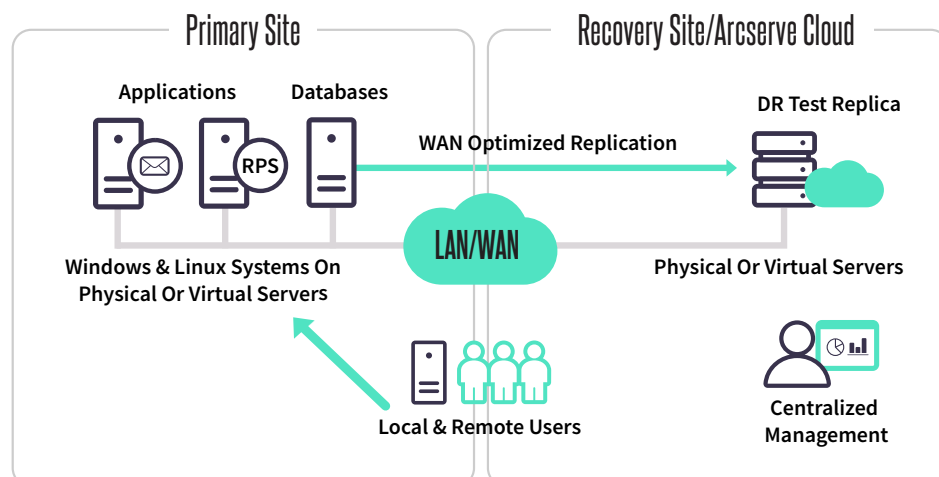 Primary Site
Recovery Site/Arcserve Cloud
Applications
Databases
DR Test Replica
WAN Optimized Replication
RPS
LAN/WAN
Windows & Linux Systems On
Physical Or Virtual Servers
Physical Or Virtual Servers
Local & Remote Users
Centralized
Management